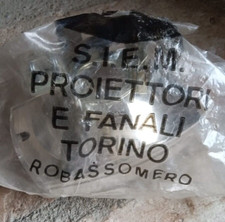 S.I.E.M.
PROIETTORI
E FANALI
TORINO
ROBASSOMERO